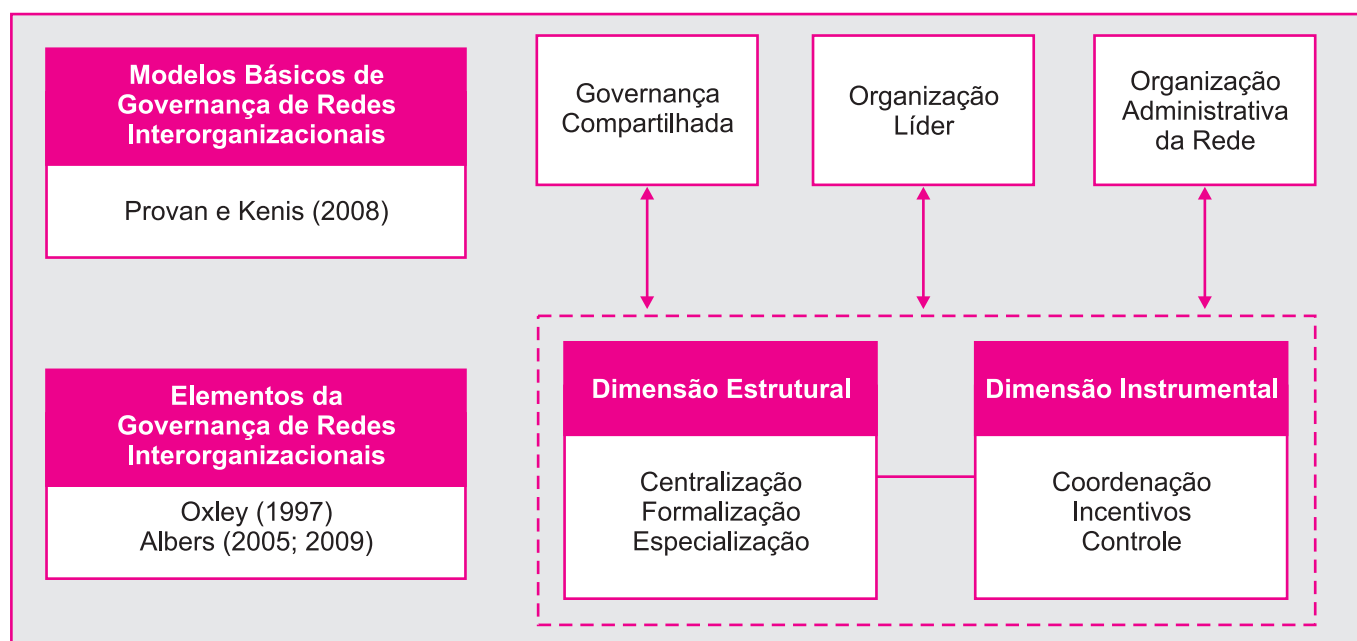 Modelos Básicos de
Governança de Redes
Interorganizacionais
Provan e Kenis (2008)
Governança
Compartilhada
Organização
Líder
Organização
Administrativa
da Rede
Elementos da
Governança de Redes
Interorganizacionais
Oxley (1997)
Albers (2005; 2009)
Dimensão Estrutural
Centralização
Formalização
Especialização
Dimensão Instrumental
Coordenação
Incentivos
Controle